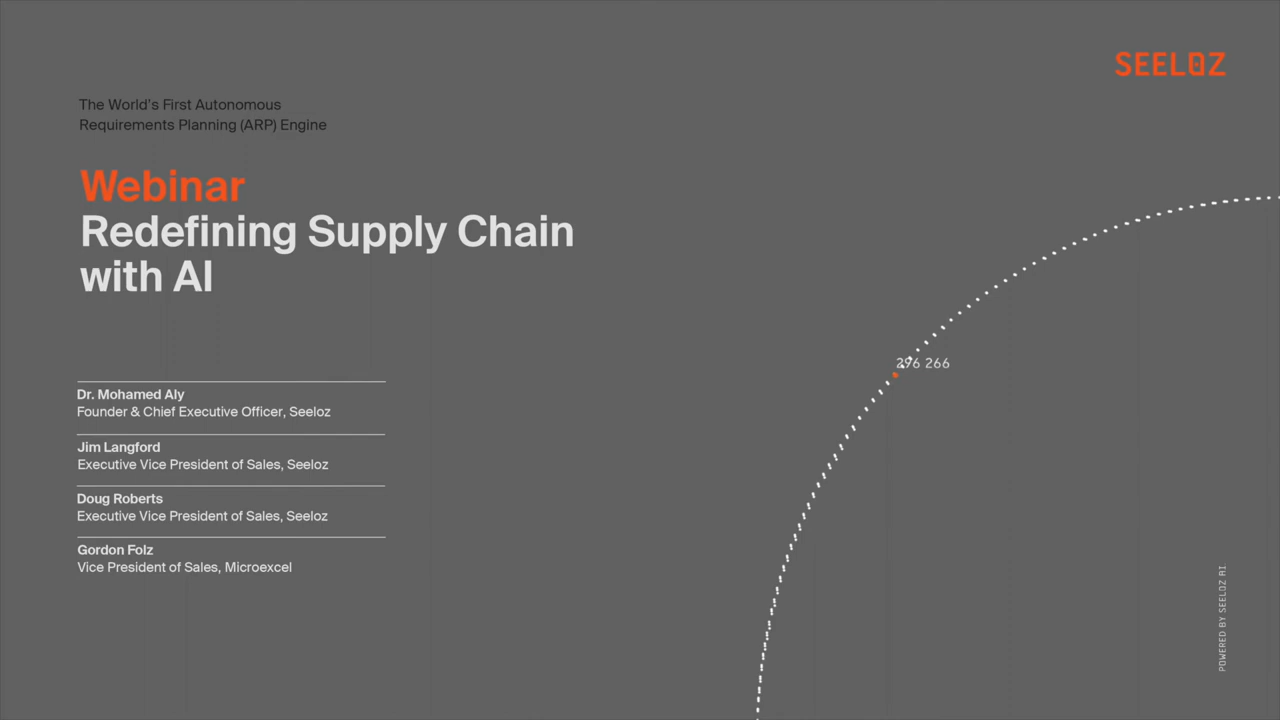 SEELOZ
The World's First Autonomous
Requirements Planning (ARP) Engine
Webinar
Redefining Supply Chain
with AI
Dr. Mohamed Aly
Founder & Chief Executive Officer, Seeloz
Jim Langford
Executive Vice President of Sales, Seeloz
Doug Roberts
Executive Vice President of Sales, Seeloz
Gordon Folz
Vice President of Sales, Microexcel
296 266
POWERED BY SEELOZ AI.